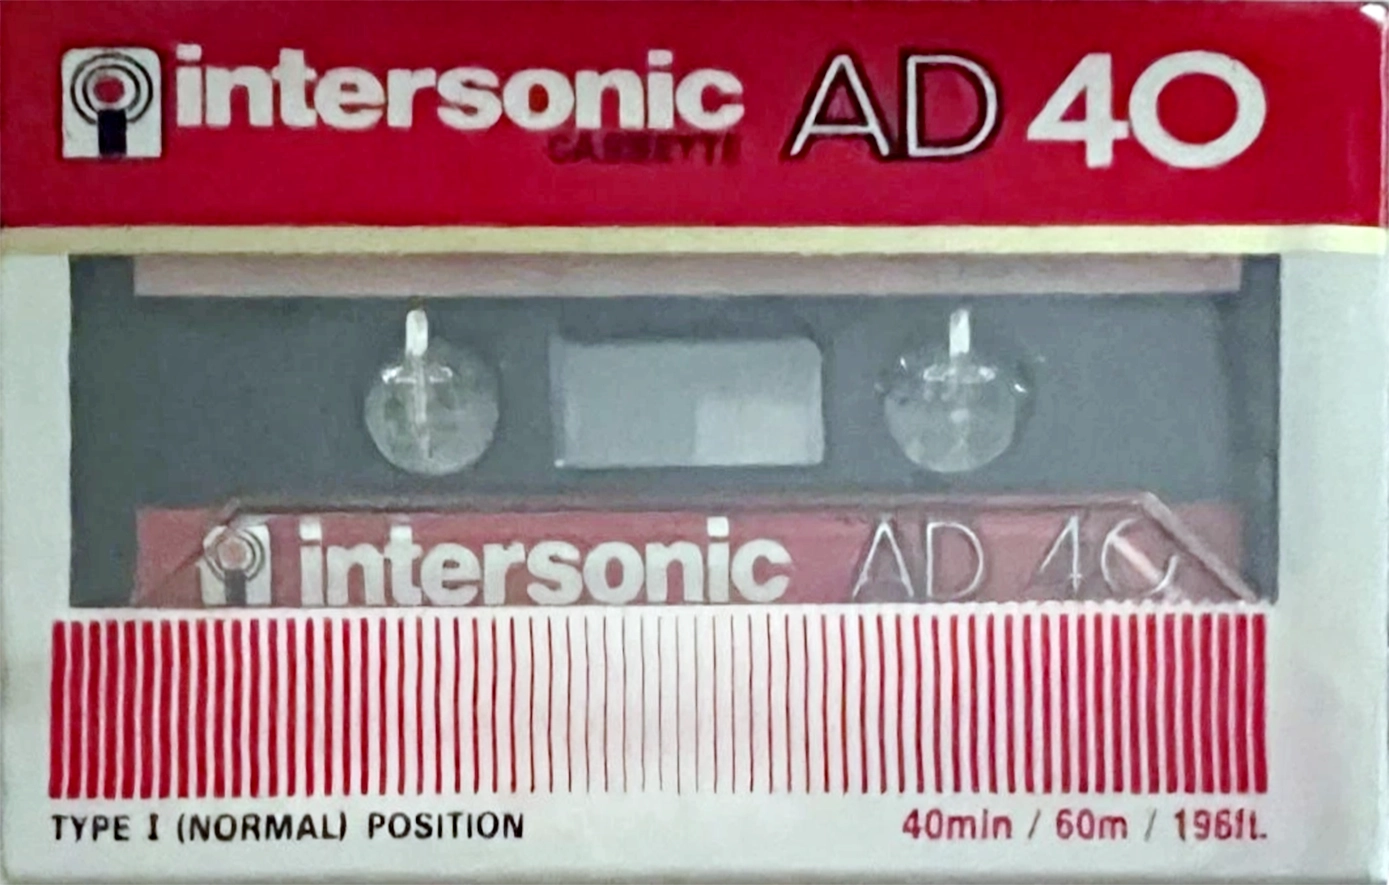 intersonic AD 40
CASSETTE
intersonic AD 40
TYPE I (NORMAL) POSITION
40min / 60m / 196ft.